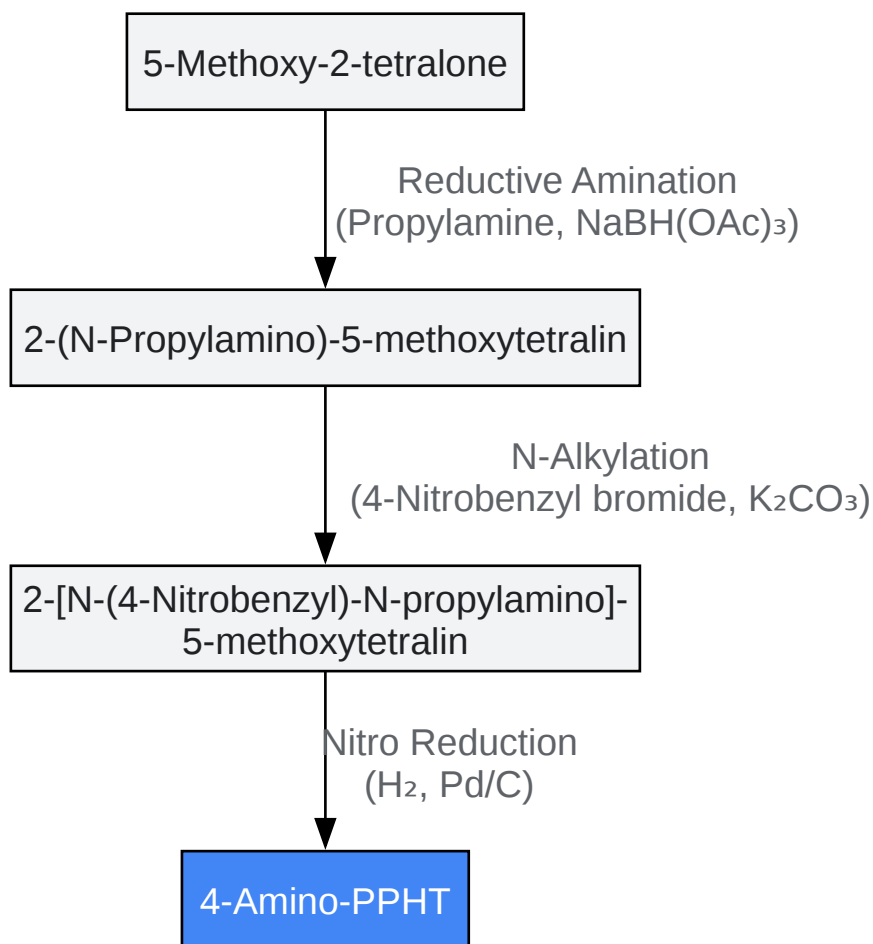 5-Methoxy-2-tetralone
Reductive Amination
(Propylamine, NaBH(OAc)₃)
2-(N-Propylamino)-5-methoxytetralin
N-Alkylation
(4-Nitrobenzyl bromide, K₂CO₃)
2-[N-(4-Nitrobenzyl)-N-propylamino]-
5-methoxytetralin
Nitro Reduction
(H₂, Pd/C)
4-Amino-PPHT